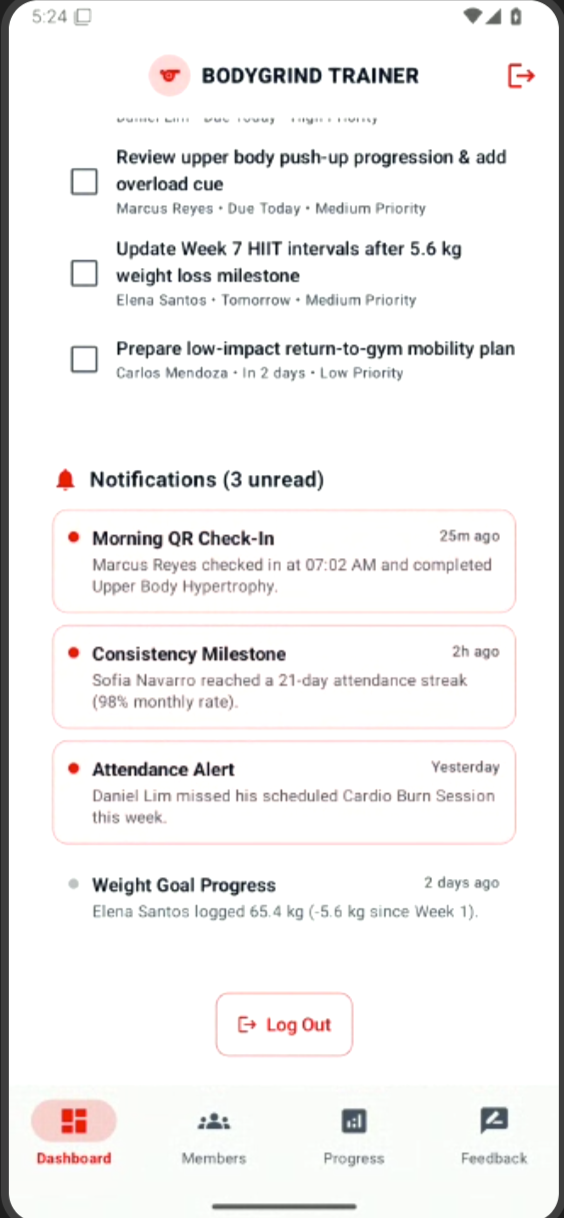 5:24
BODYGRIND TRAINER
Daniel Lim • Due Today • High Priority
Review upper body push-up progression & add
overload cue
Marcus Reyes • Due Today • Medium Priority
Update Week 7 HIIT intervals after 5.6 kg
weight loss milestone
Elena Santos • Tomorrow • Medium Priority
Prepare low-impact return-to-gym mobility plan
Carlos Mendoza • In 2 days • Low Priority
Notifications (3 unread)
Morning QR Check-In 25m ago
Marcus Reyes checked in at 07:02 AM and completed
Upper Body Hypertrophy.
Consistency Milestone 2h ago
Sofia Navarro reached a 21-day attendance streak
(98% monthly rate).
Attendance Alert Yesterday
Daniel Lim missed his scheduled Cardio Burn Session
this week.
Weight Goal Progress 2 days ago
Elena Santos logged 65.4 kg (-5.6 kg since Week 1).
Log Out
Dashboard Members Progress Feedback